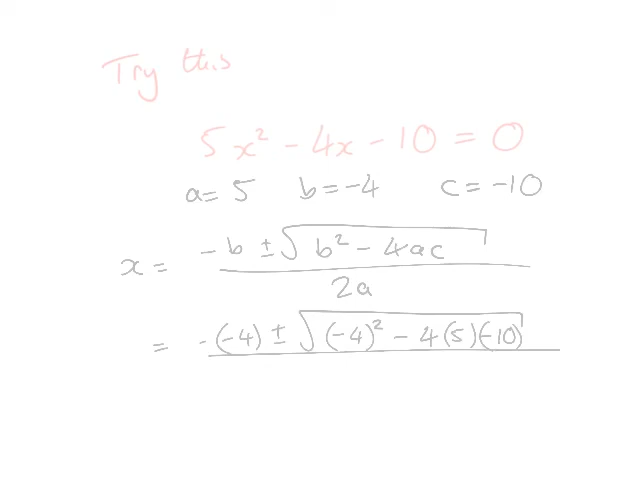 Try this
5x² - 4x - 10 = 0
a = 5 b = -4 c = -10
x = -b ± √(b² - 4ac)
2a
= -(-4) ± √((-4)² - 4(5)(-10))